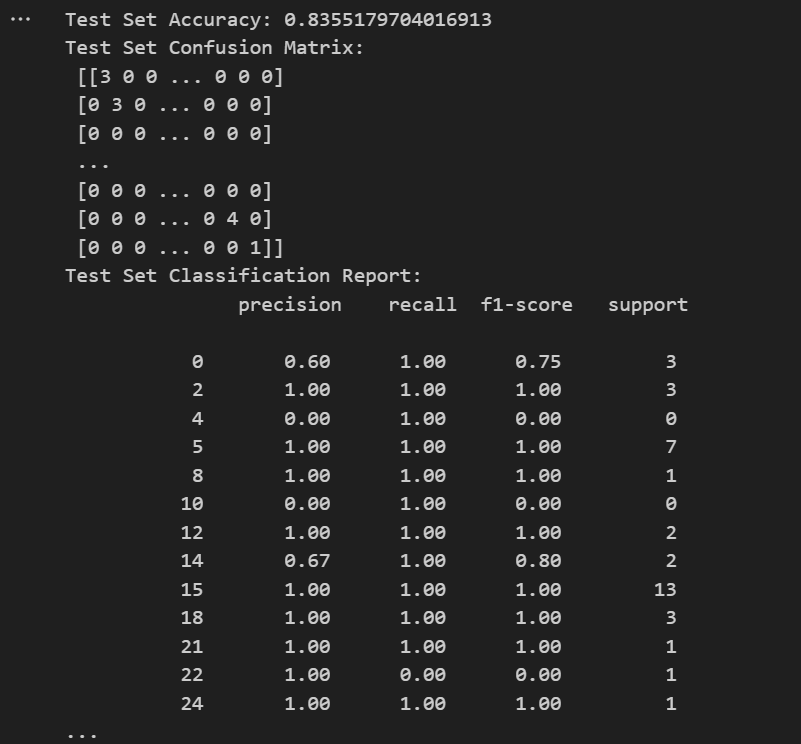 ... Test Set Accuracy: 0.8355179704016913
Test Set Confusion Matrix:
[[3 0 0 ... 0 0 0]
[0 3 0 ... 0 0 0]
[0 0 0 ... 0 0 0]
...
[0 0 0 ... 0 0 0]
[0 0 0 ... 0 4 0]
[0 0 0 ... 0 0 1]]
Test Set Classification Report:
precision recall f1-score support
0 0.60 1.00 0.75 3
2 1.00 1.00 1.00 3
4 0.00 1.00 0.00 0
5 1.00 1.00 1.00 7
8 1.00 1.00 1.00 1
10 0.00 1.00 0.00 0
12 1.00 1.00 1.00 2
14 0.67 1.00 0.80 2
15 1.00 1.00 1.00 13
18 1.00 1.00 1.00 3
21 1.00 1.00 1.00 1
22 1.00 0.00 0.00 1
24 1.00 1.00 1.00 1
...